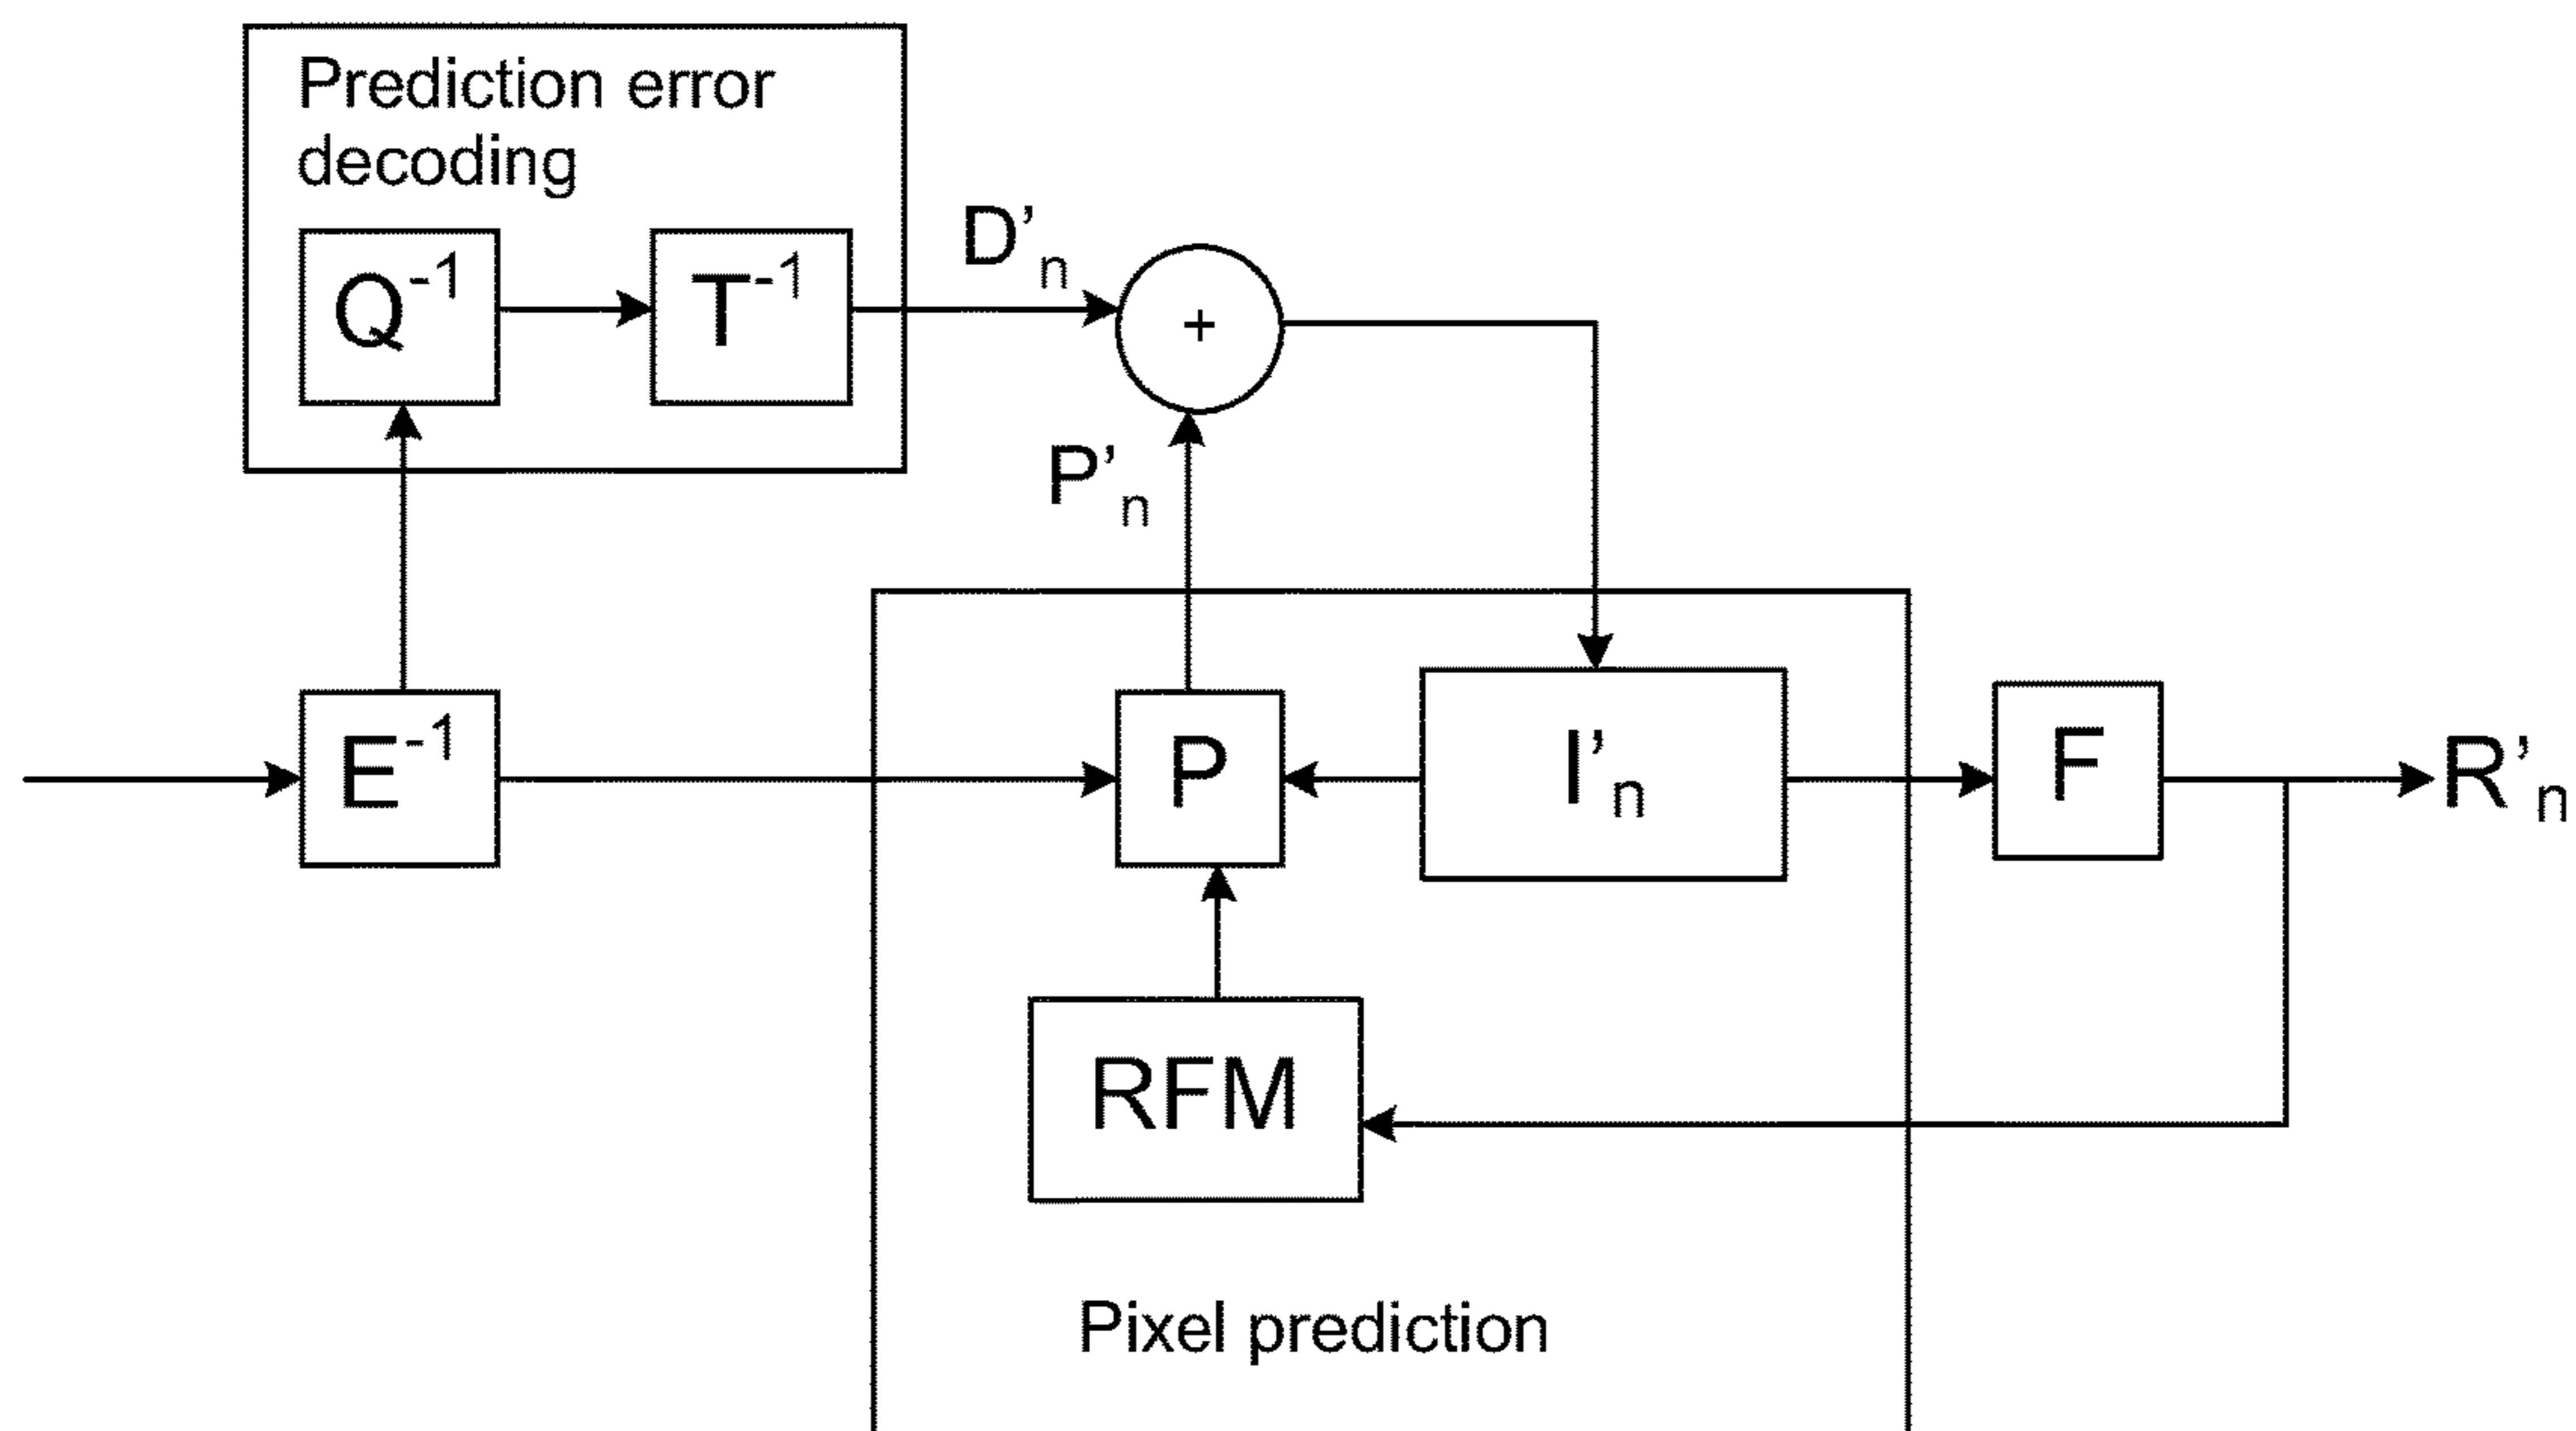 Prediction error
decoding
Q⁻¹
T⁻¹
D’ₙ
+
P’ₙ
E⁻¹
P
I’ₙ
F
R’ₙ
RFM
Pixel prediction